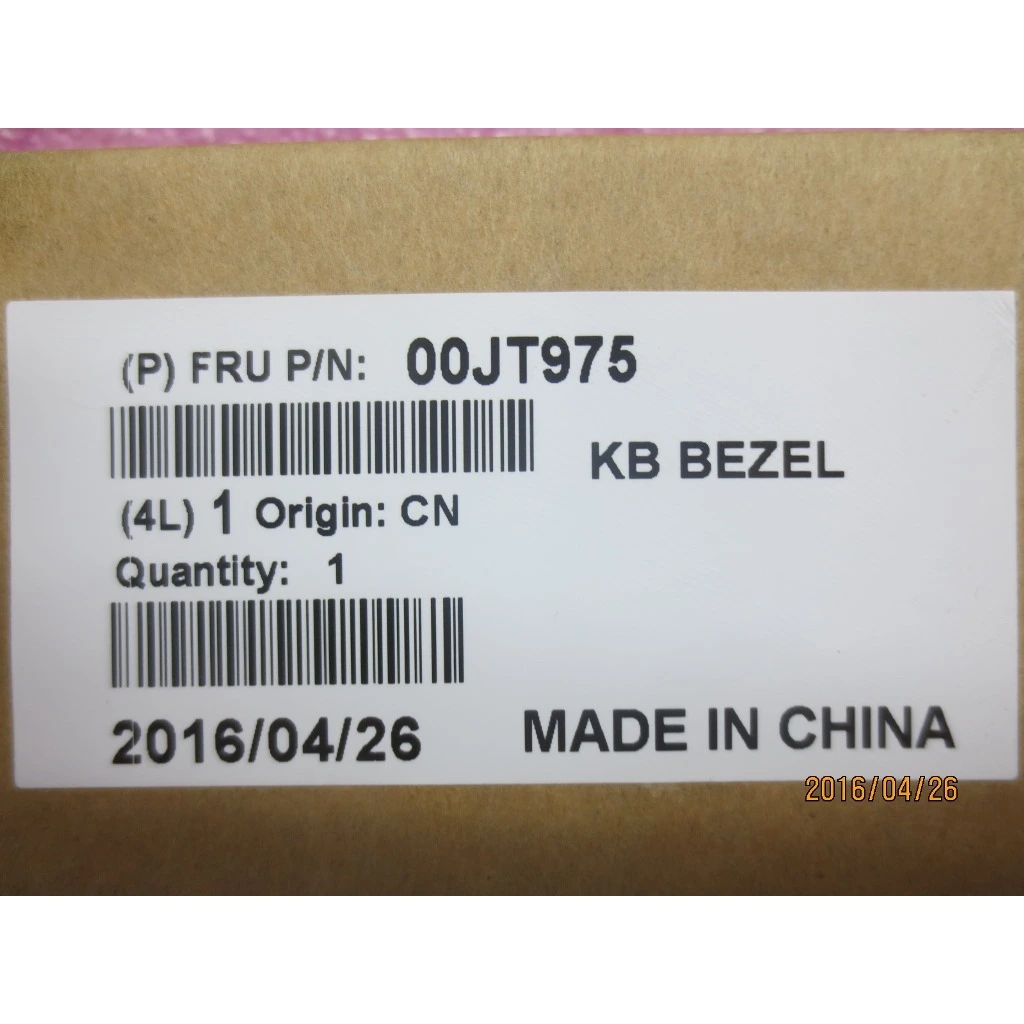 (P) FRU P/N: 00JT975
KB BEZEL
(4L) 1 Origin: CN
Quantity: 1
2016/04/26
MADE IN CHINA
2016/04/26